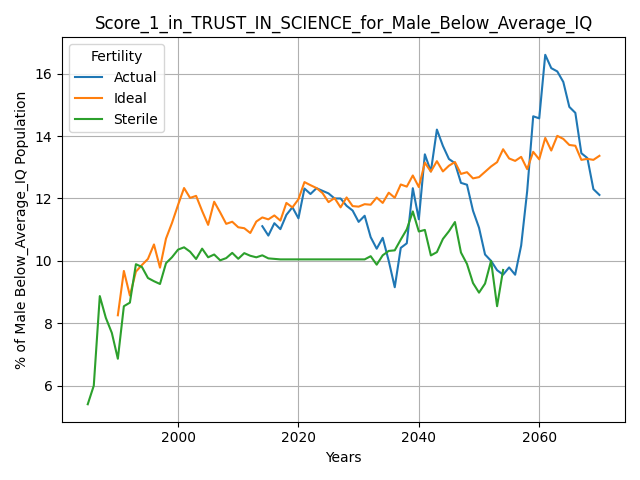 Score_1_in_TRUST_IN_SCIENCE_for_Male_Below_Average_IQ
Fertility
Actual
Ideal
Sterile
% of Male Below_Average_IQ Population
16
14
12
10
8
6
2000
2020
2040
2060
Years